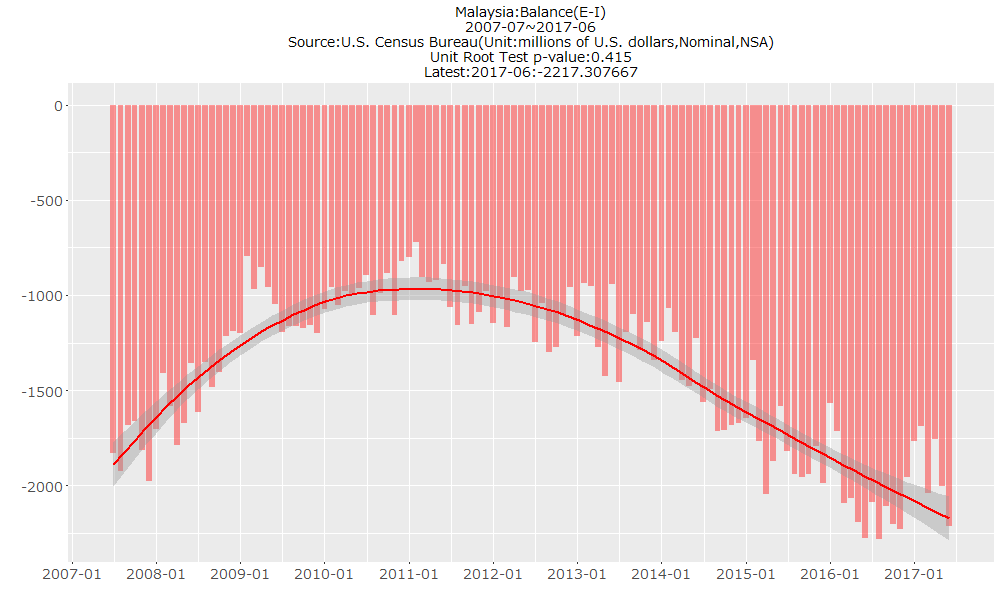 Malaysia:Balance(E-I)
2007-07~2017-06
Source:U.S. Census Bureau(Unit:millions of U.S. dollars,Nominal,NSA)
Unit Root Test p-value:0.415
Latest:2017-06:-2217.307667
0
-500
-1000
-1500
-2000
2007-01 2008-01 2009-01 2010-01 2011-01 2012-01 2013-01 2014-01 2015-01 2016-01 2017-01